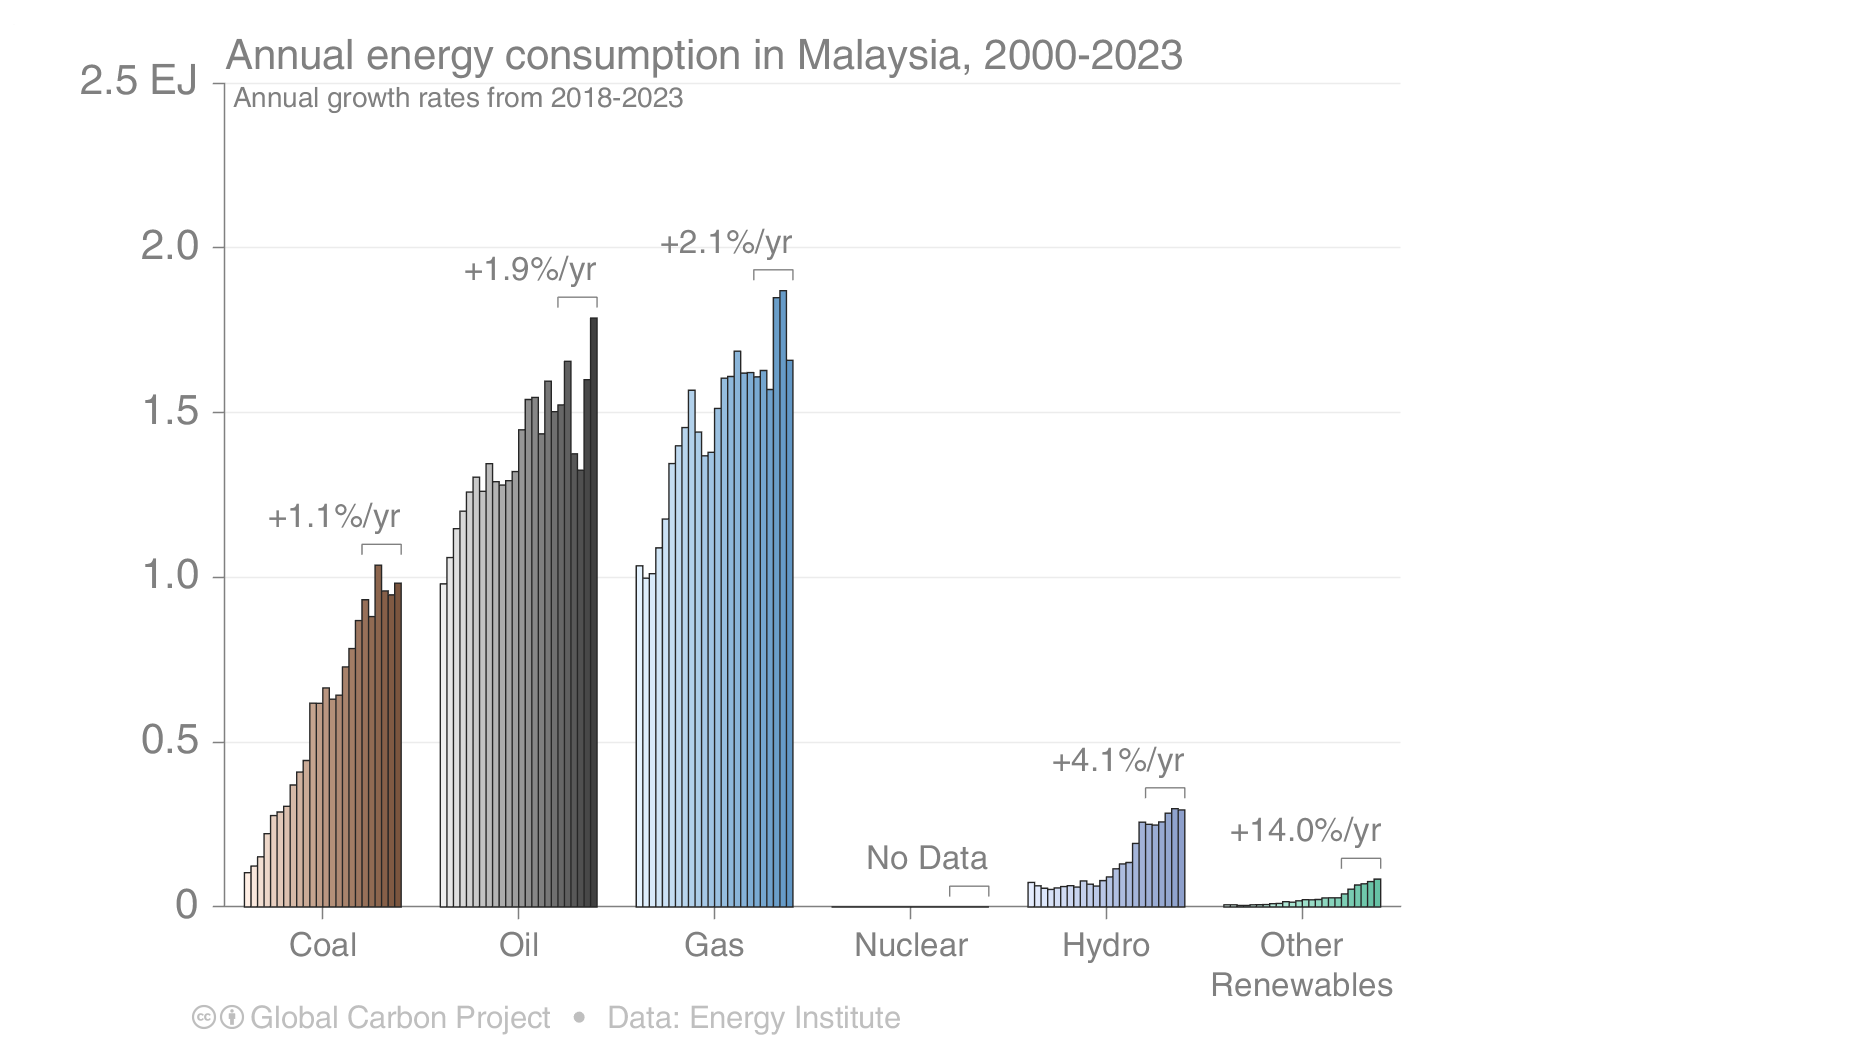 Annual energy consumption in Malaysia, 2000-2023
2.5 EJ
Annual growth rates from 2018-2023
2.0
+2.1%/yr
+1.9%/yr
1.5
+1.1%/yr
1.0
0.5
+4.1%/yr
+14.0%/yr
No Data
0
Coal Oil Gas Nuclear Hydro Other
Renewables
cc Global Carbon Project • Data: Energy Institute